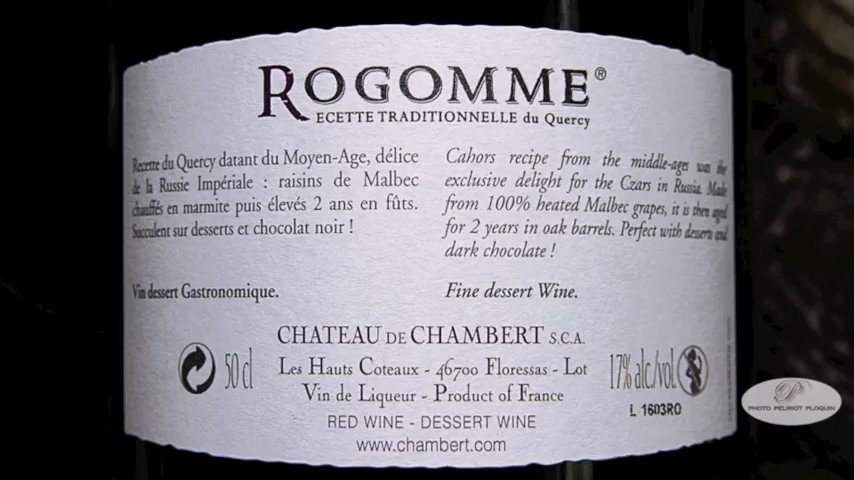 ROGOMME®
ECETTE TRADITIONNELLE du Quercy
Recette du Quercy datant du Moyen-Age, délice
de la Russie Impériale : raisins de Malbec
chauffés en marmite puis élevés 2 ans en fûts.
Succulent sur desserts et chocolat noir !
Vin dessert Gastronomique.
Cahors recipe from the middle-ages was the
exclusive delight for the Czars in Russia. Made
from 100% heated Malbec grapes, it is then aged
for 2 years in oak barrels. Perfect with desserts and
dark chocolate !
Fine dessert Wine.
CHATEAU DE CHAMBERT S.C.A.
Les Hauts Coteaux - 46700 Floressas - Lot
50 cl
17% alc./vol.
Vin de Liqueur - Product of France
L 1603RO
RED WINE - DESSERT WINE
www.chambert.com
PHOTO PEURIOT PLOQUIN